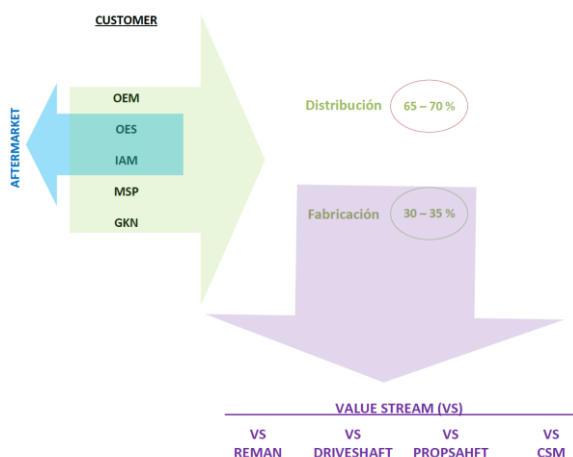 CUSTOMER
AFTERMARKET
OEM
OES
IAM
MSP
GKN
Distribución 65 – 70 %
Fabricación 30 – 35 %
VALUE STREAM (VS)
VS VS VS VS
REMAN DRIVESHAFT PROPSAHFT CSM